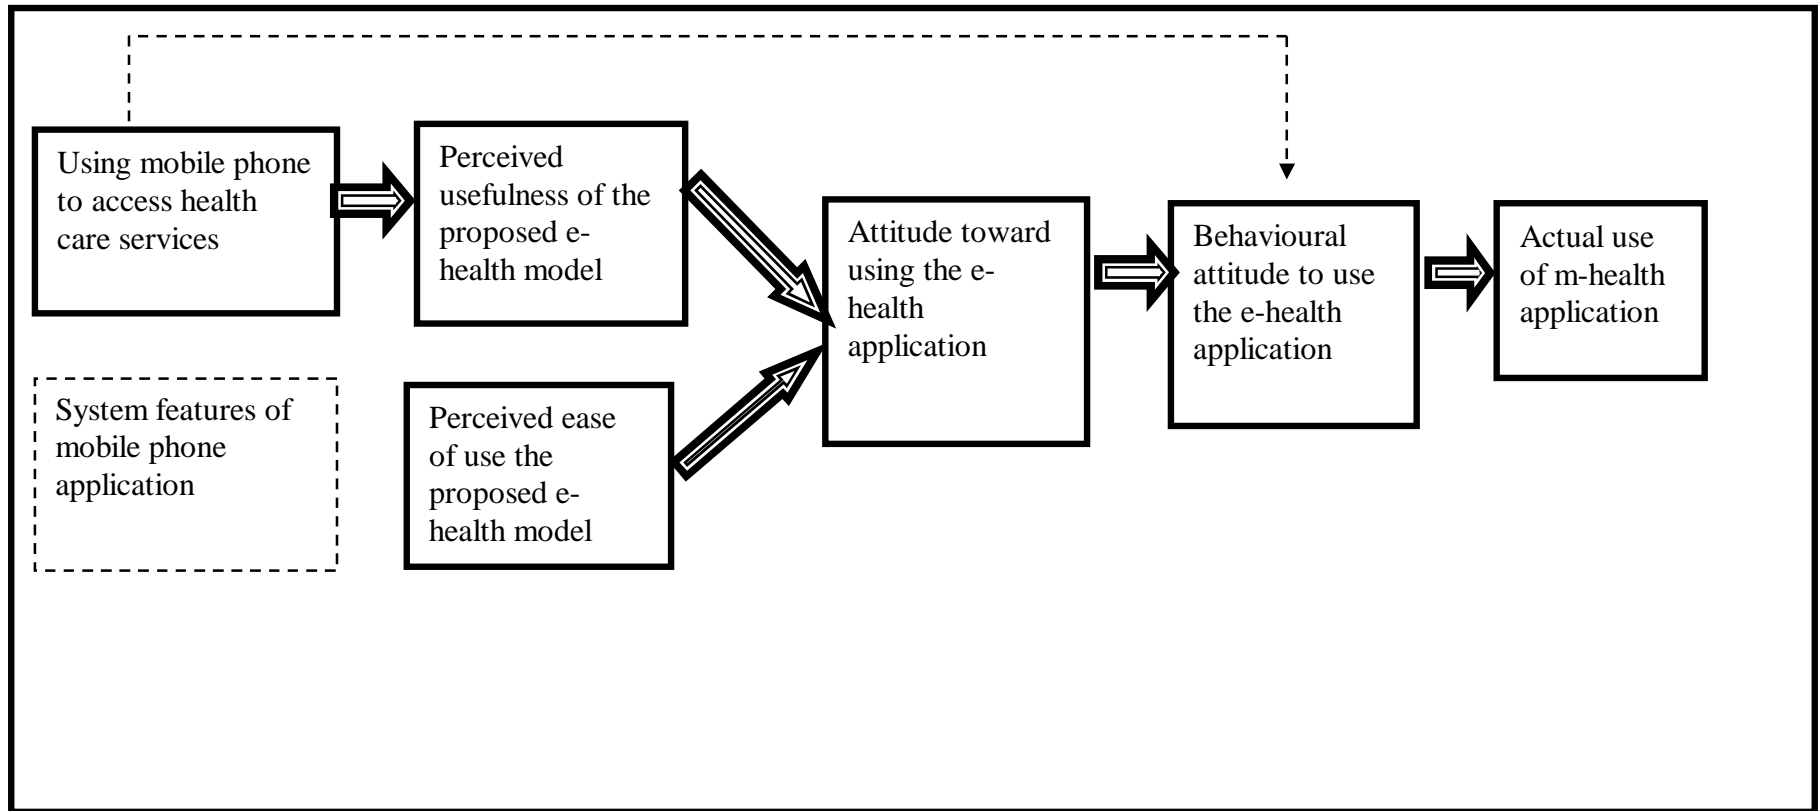 Using mobile phone
to access health
care services
Perceived
usefulness of the
proposed e-
health model
Attitude toward
using the e-
health
application
Behavioural
attitude to use
the e-health
application
Actual use
of m-health
application
System features of
mobile phone
application
Perceived ease
of use the
proposed e-
health model